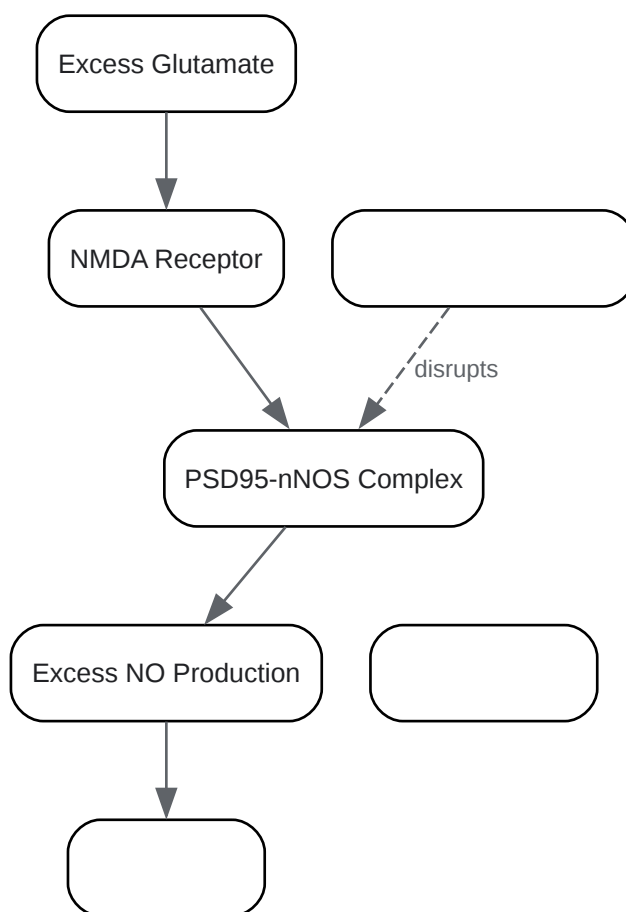 Excess Glutamate
NMDA Receptor
disrupts
PSD95-nNOS Complex
Excess NO Production